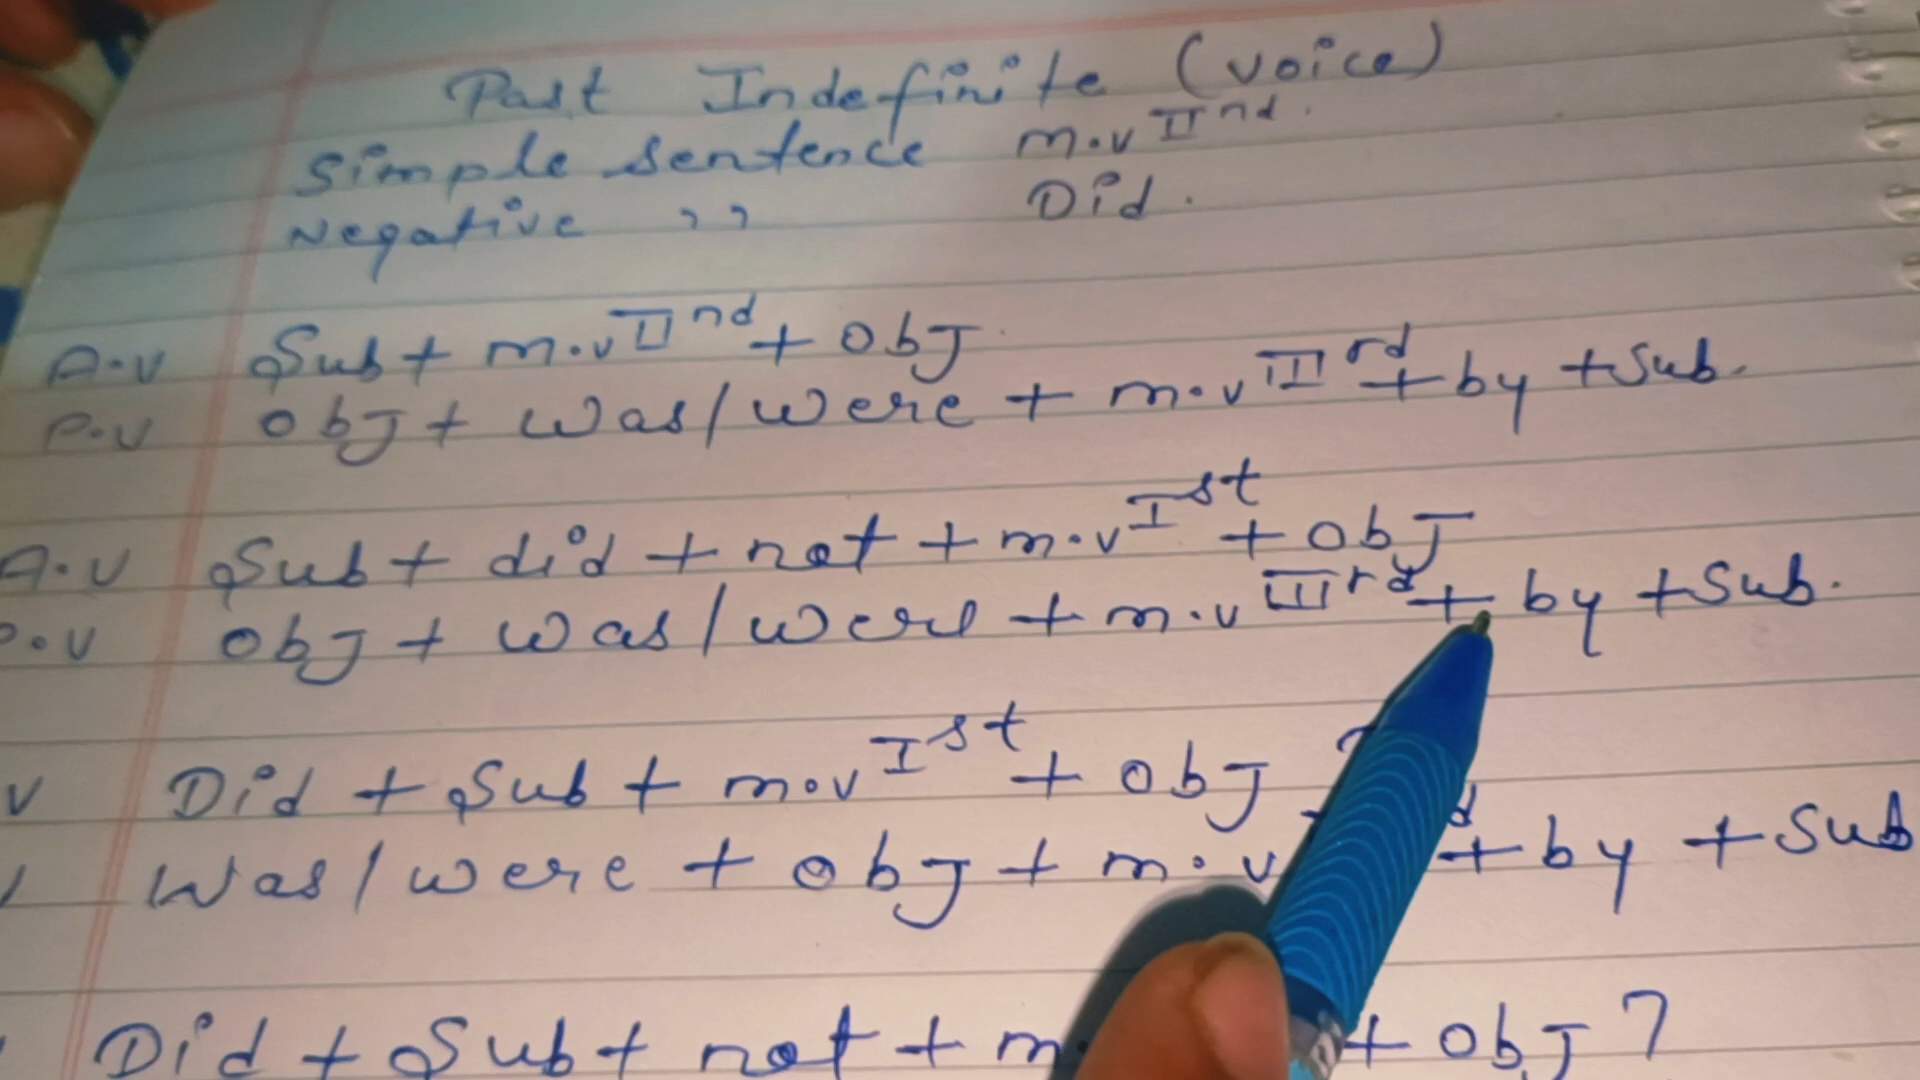 Past Indefinite (voice)
Simple sentence m.v IInd.
Negative ,, Did.
A.V Sub + m.v IInd + Obj.
P.V Obj + was/were + m.v IIIrd + by + Sub.
A.V Sub + did + not + m.v Ist + Obj
P.V Obj + was/were + m.v IIIrd + by + Sub.
V Did + Sub + m.v Ist + Obj ?
Was/were + Obj + m.v + by + Sub
Did + Sub + not + m + Obj ?